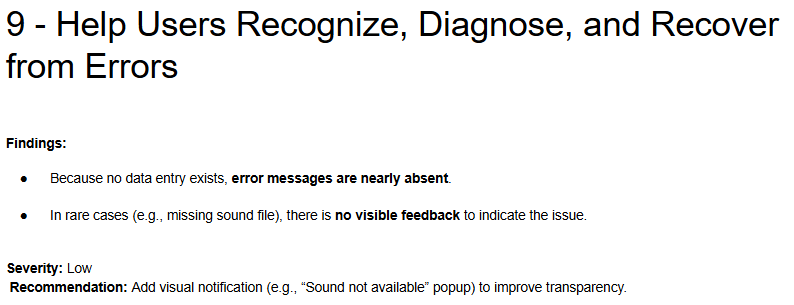 9 - Help Users Recognize, Diagnose, and Recover
from Errors
Findings:
● Because no data entry exists, error messages are nearly absent.
● In rare cases (e.g., missing sound file), there is no visible feedback to indicate the issue.
Severity: Low
Recommendation: Add visual notification (e.g., “Sound not available” popup) to improve transparency.